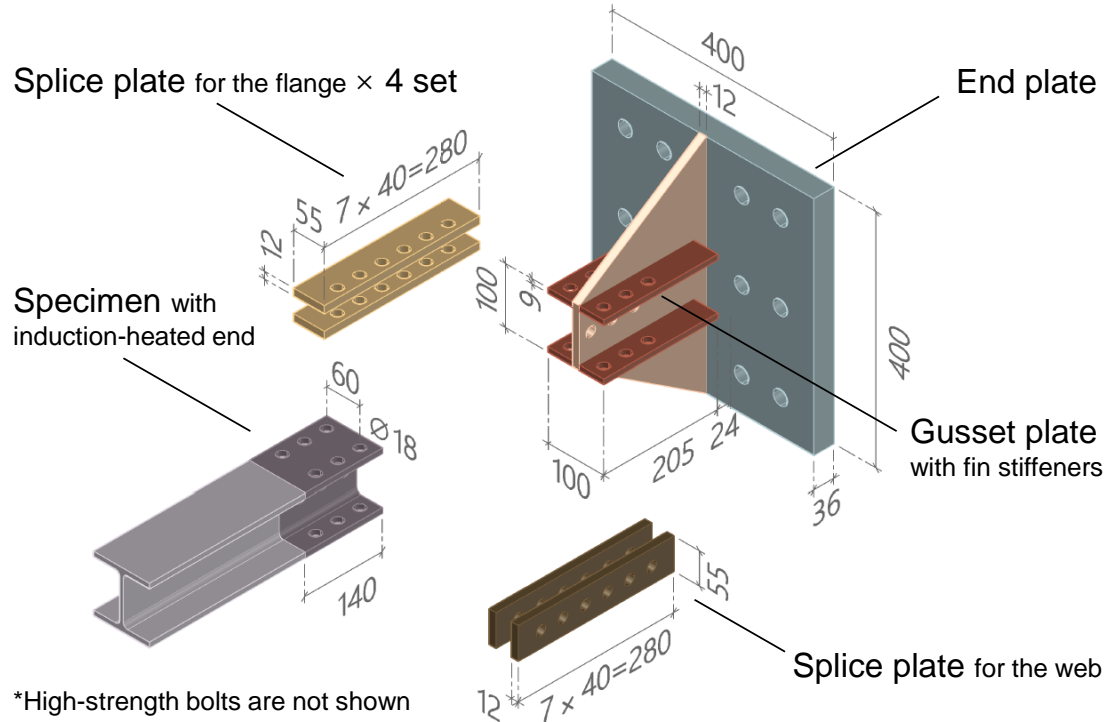 400
Splice plate for the flange × 4 set
End plate
12
7 × 40=280
55
12
Specimen with
induction-heated end
100
9
400
60
Ø 18
Gusset plate
with fin stiffeners
24
205
100
36
140
55
Splice plate for the web
7 × 40=280
12
*High-strength bolts are not shown